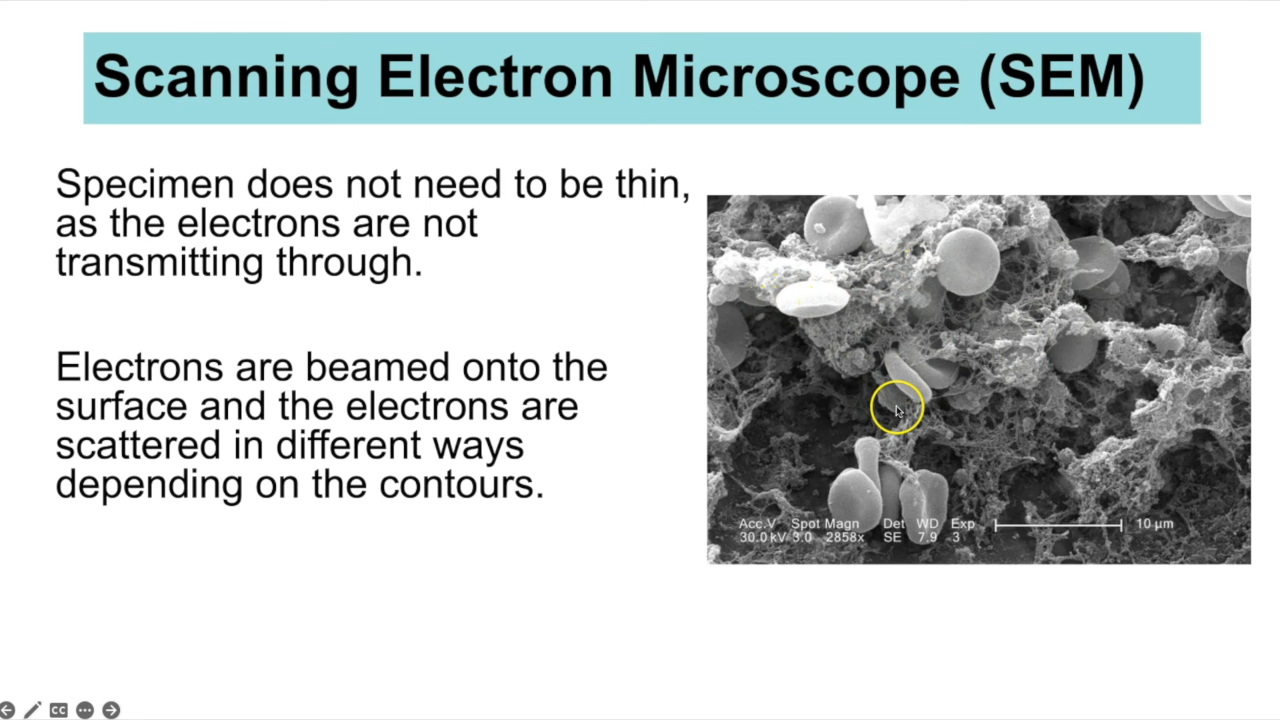 Scanning Electron Microscope (SEM)
Specimen does not need to be thin,
as the electrons are not
transmitting through.
Electrons are beamed onto the
surface and the electrons are
scattered in different ways
depending on the contours.
Acc.V Spot Magn Det WD Exp
30.0 kV 3.0 2858x SE 7.9 3
10 µm
CC